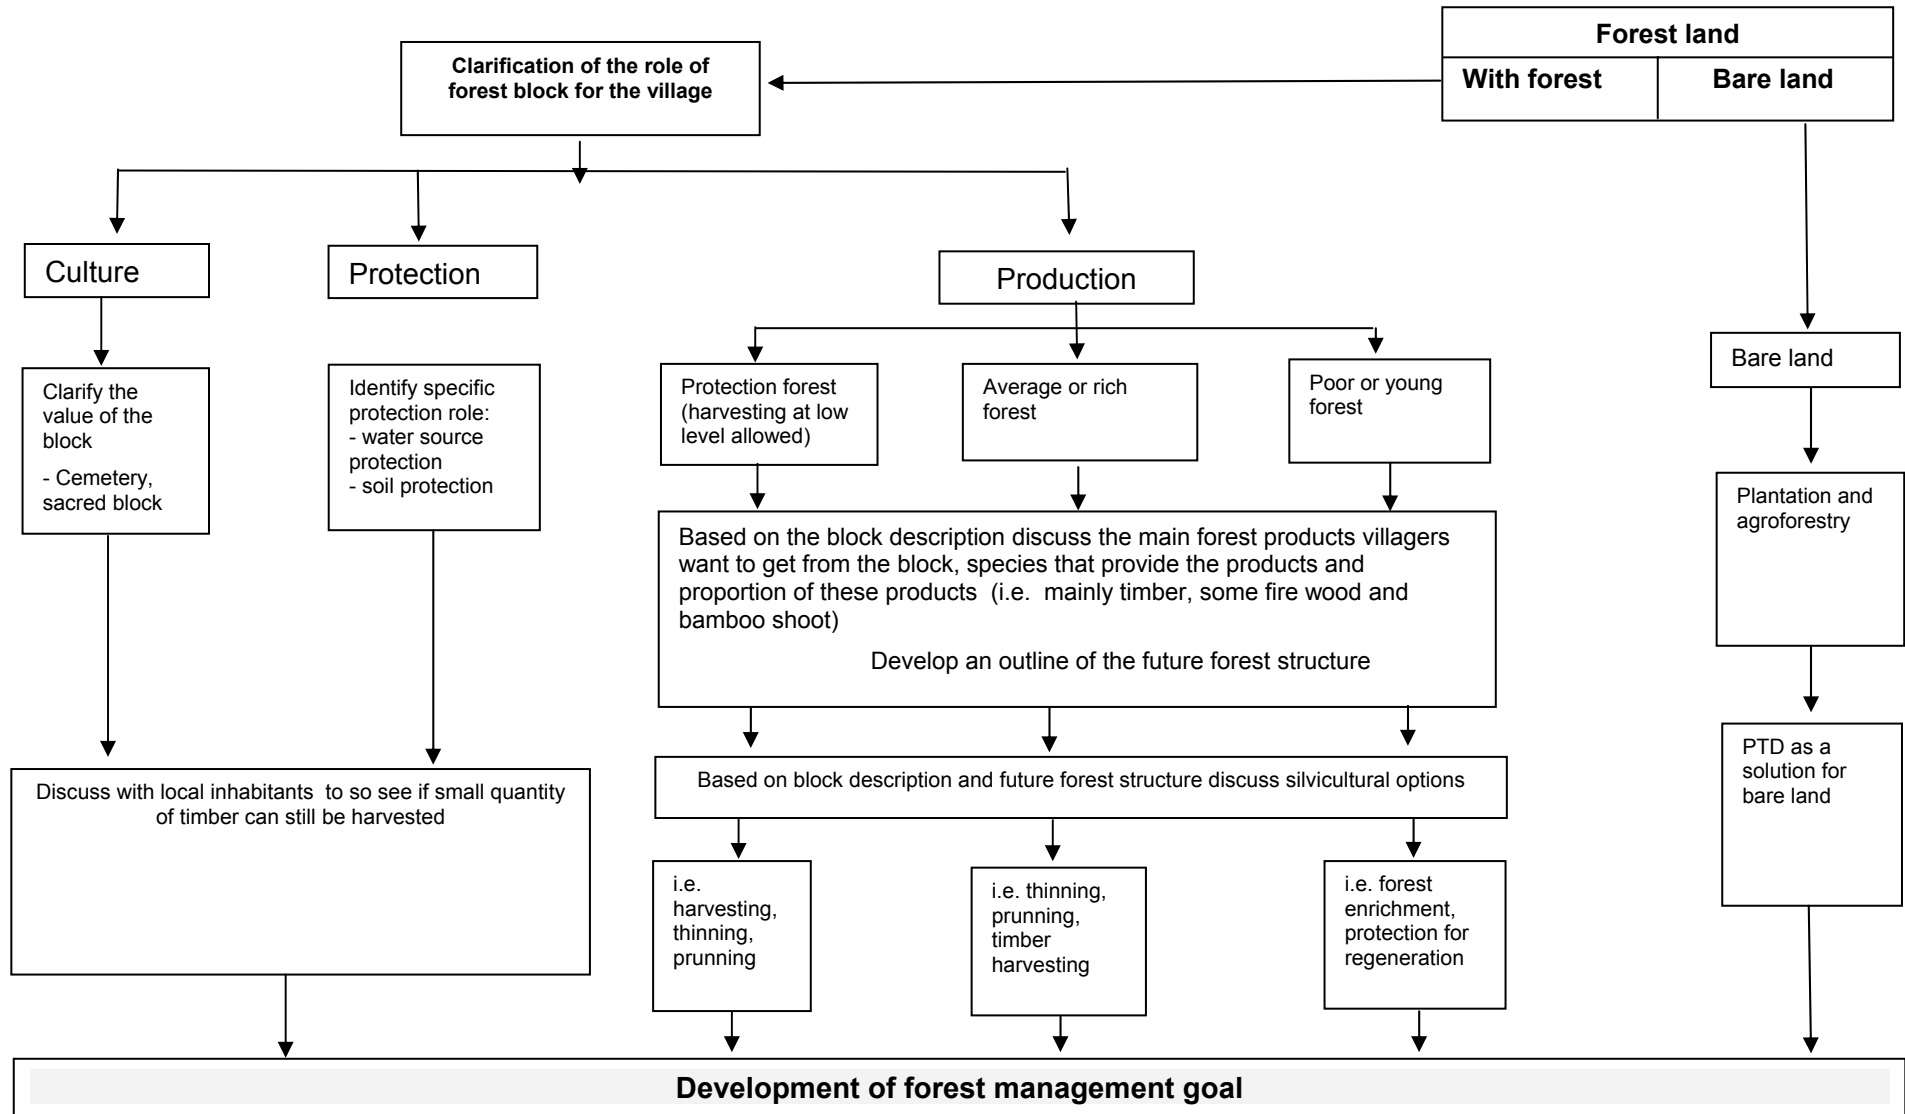 Forest land
With forest
Bare land
Clarification of the role of
forest block for the village
Culture
Protection
Production
Clarify the
value of the
block
- Cemetery,
sacred block
Identify specific
protection role:
- water source
protection
- soil protection
Protection forest
(harvesting at low
level allowed)
Average or rich
forest
Poor or young
forest
Bare land
Plantation and
agroforestry
Based on the block description discuss the main forest products villagers
want to get from the block, species that provide the products and
proportion of these products (i.e. mainly timber, some fire wood and
bamboo shoot)
Develop an outline of the future forest structure
PTD as a
solution for
bare land
Discuss with local inhabitants to so see if small quantity
of timber can still be harvested
Based on block description and future forest structure discuss silvicultural options
i.e.
harvesting,
thinning,
prunning
i.e. thinning,
prunning,
timber
harvesting
i.e. forest
enrichment,
protection for
regeneration
Development of forest management goal